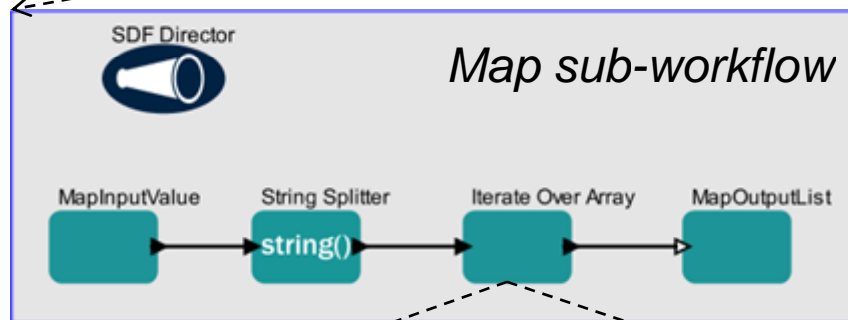 SDF Director
Map sub-workflow
MapInputValue
String Splitter
Iterate Over Array
MapOutputList
string()